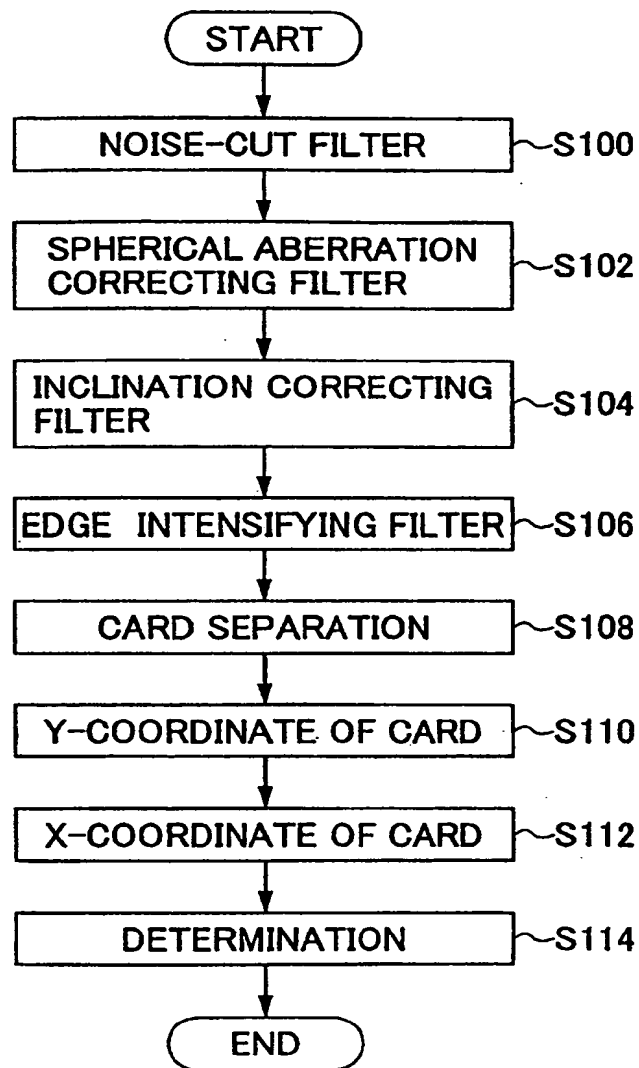 START
NOISE-CUT FILTER
S100
SPHERICAL ABERRATION
CORRECTING FILTER
S102
INCLINATION CORRECTING
FILTER
S104
EDGE INTENSIFYING FILTER
S106
CARD SEPARATION
S108
Y-COORDINATE OF CARD
S110
X-COORDINATE OF CARD
S112
DETERMINATION
S114
END